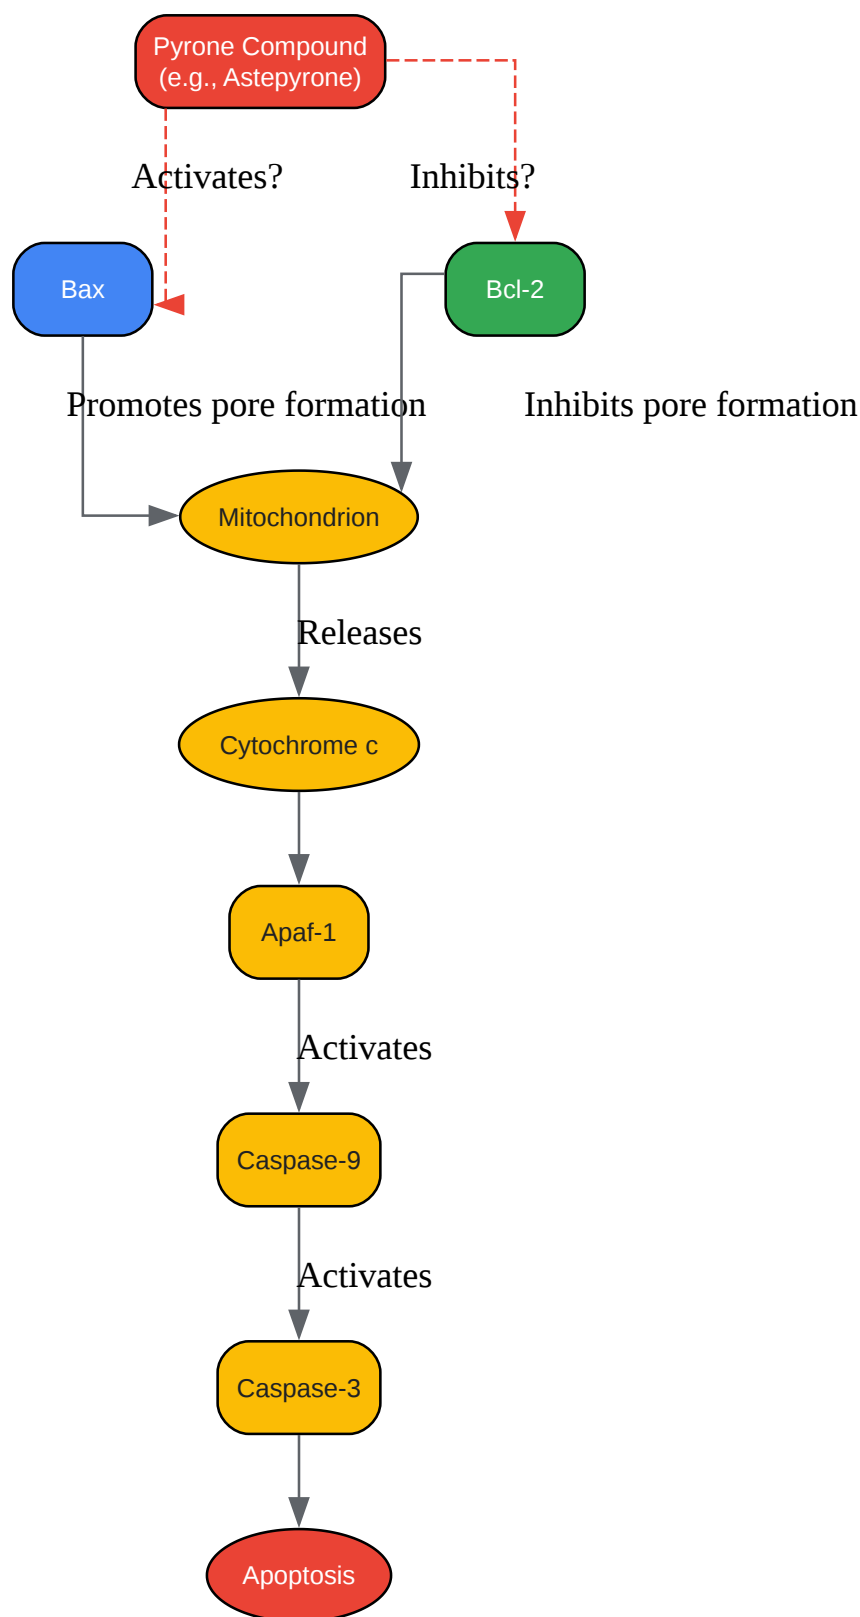 Pyrone Compound
(e.g., Astepyrone)
Activates?
Inhibits?
Bax
Bcl-2
Promotes pore formation
Inhibits pore formation
Mitochondrion
Releases
Cytochrome c
Apaf-1
Activates
Caspase-9
Activates
Caspase-3
Apoptosis